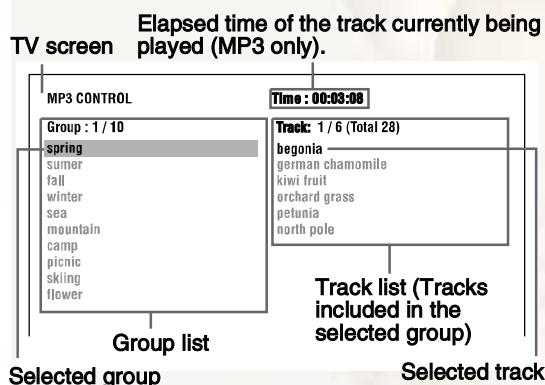 Elapsed time of the track currently being
TV screen played (MP3 only).
MP3 CONTROL Time : 00:03:08
Group : 1 / 10
spring
sumer
fall
winter
sea
mountain
camp
picnic
skiing
flower
Track: 1 / 6 (Total 28)
begonia
german chamomile
kiwi fruit
orchard grass
petunia
north pole
Track list (Tracks
included in the
selected group)
Group list
Selected group
Selected track